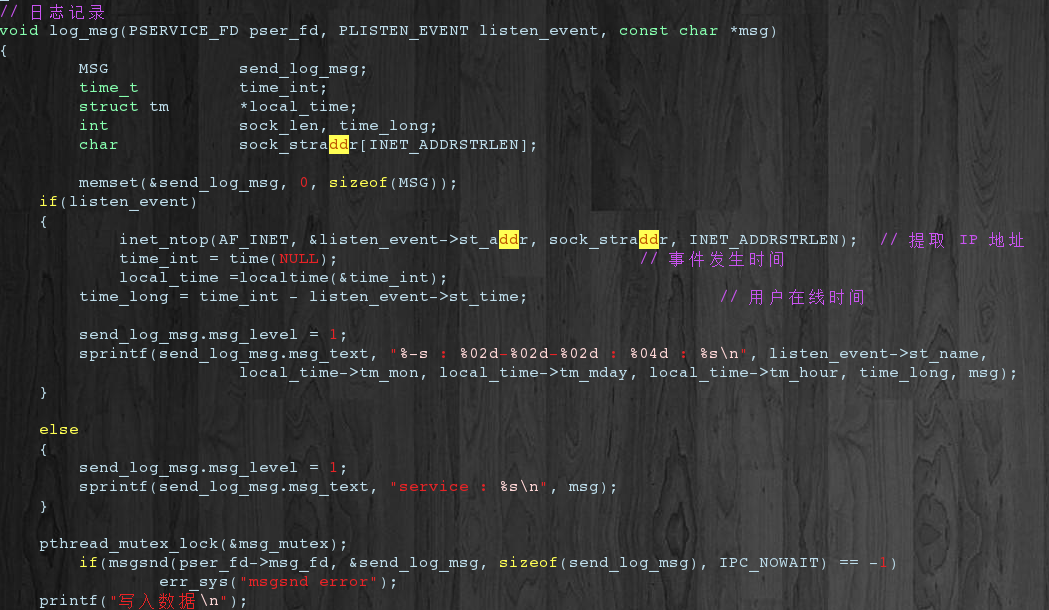 // 日志记录
void log_msg(PSERVICE_FD pser_fd, PLISTEN_EVENT listen_event, const char *msg)
{
MSG send_log_msg;
time_t time_int;
struct tm *local_time;
int sock_len, time_long;
char sock_straddr[INET_ADDRSTRLEN];
memset(&send_log_msg, 0, sizeof(MSG));
if(listen_event)
{
inet_ntop(AF_INET, &listen_event->st_addr, sock_straddr, INET_ADDRSTRLEN); // 提取 IP 地址
time_int = time(NULL); // 事件发生时间
local_time =localtime(&time_int);
time_long = time_int - listen_event->st_time; // 用户在线时间
send_log_msg.msg_level = 1;
sprintf(send_log_msg.msg_text, "%-s : %02d-%02d-%02d : %04d : %s\n", listen_event->st_name,
local_time->tm_mon, local_time->tm_mday, local_time->tm_hour, time_long, msg);
}
else
{
send_log_msg.msg_level = 1;
sprintf(send_log_msg.msg_text, "service : %s\n", msg);
}
pthread_mutex_lock(&msg_mutex);
if(msgsnd(pser_fd->msg_fd, &send_log_msg, sizeof(send_log_msg), IPC_NOWAIT) == -1)
err_sys("msgsnd error");
printf("写入数据\n");